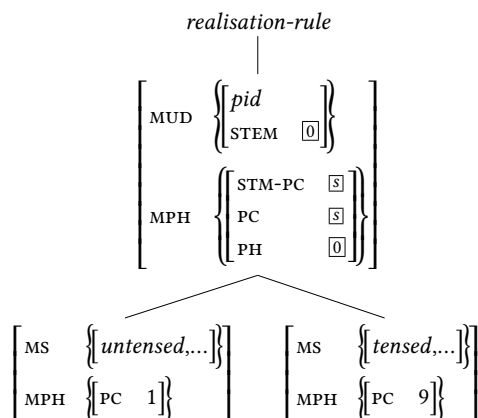 realisation-rule
MUD {[pid
STEM 0]}
MPH {[STM-PC s
PC s
PH 0]}
MS {[untensed,...]} MS {[tensed,...]}
MPH {[PC 1]} MPH {[PC 9]}